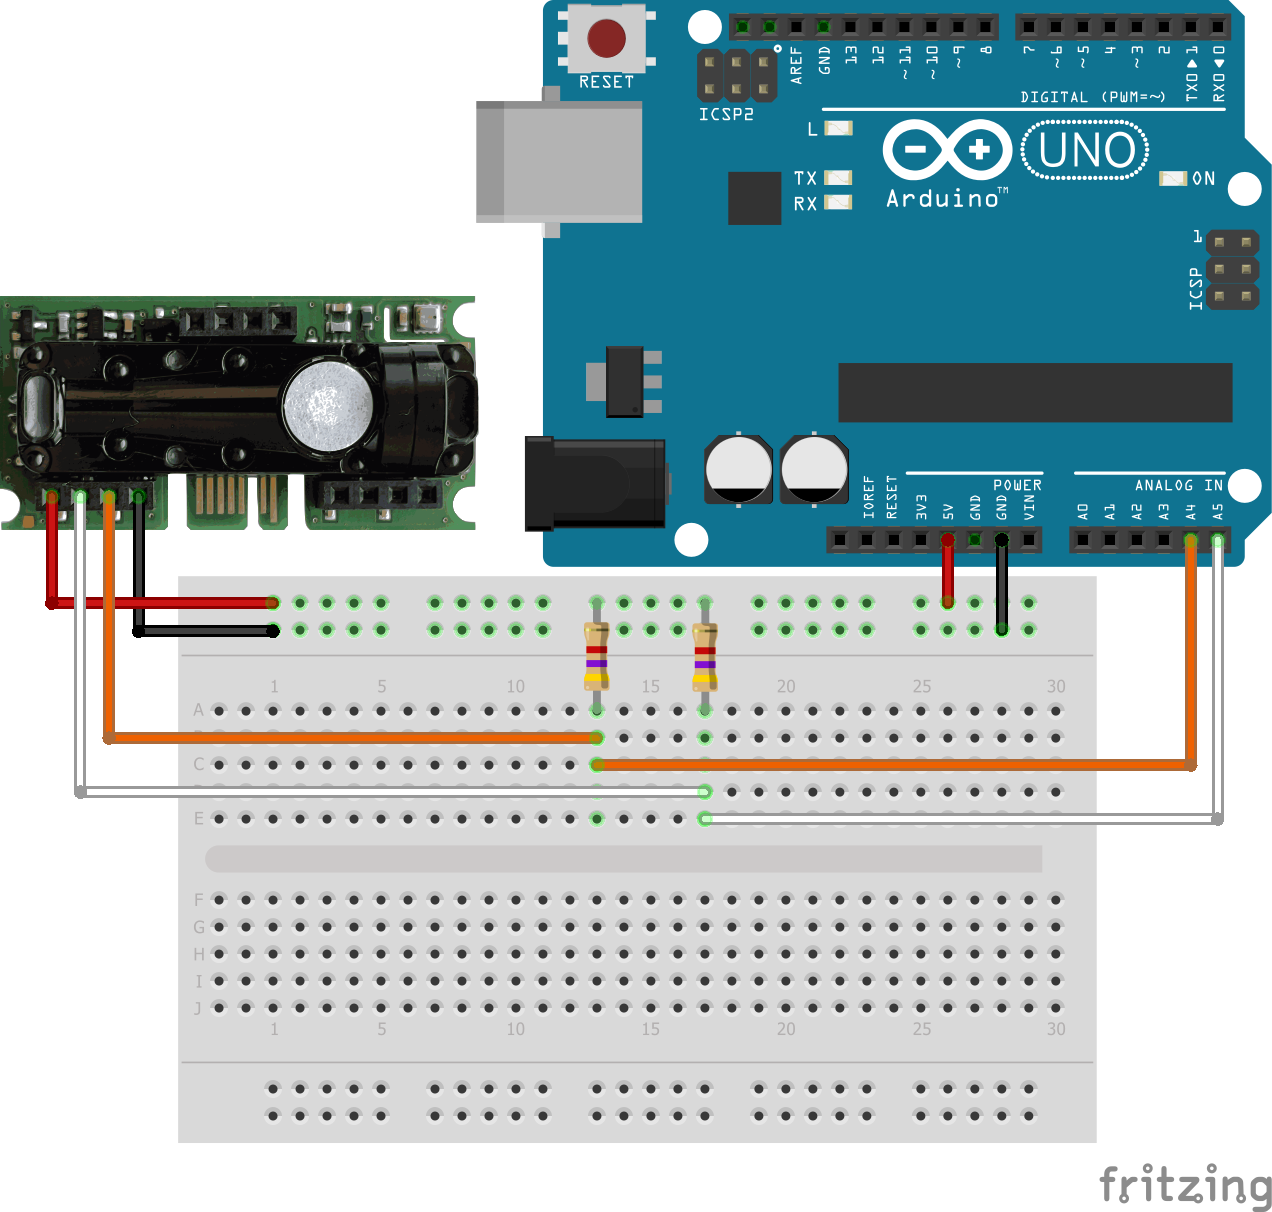 RESET
ICSP2
AREF
GND
13
12
~11
~10
~9
8
7
~6
~5
4
~3
2
TX0▶1
RX0◀0
DIGITAL (PWM=~)
L
TX
RX
UNO
Arduino™
ON
1
ICSP
IOREF
RESET
3V3
5V
GND
GND
VIN
POWER
A0
A1
A2
A3
A4
A5
ANALOG IN
1 5 10 15 20 25 30
A
C
E
F
G
H
I
J
1 5 10 15 20 25 30
fritzing